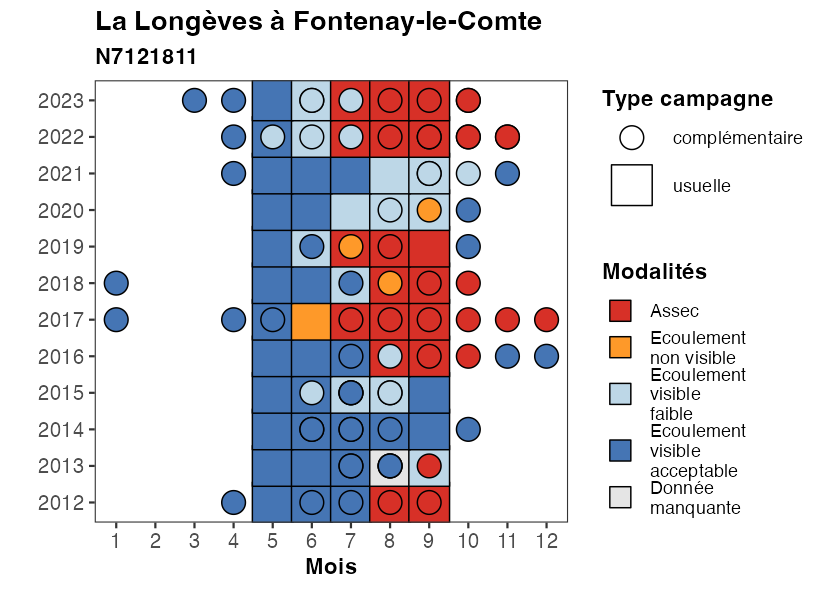 La Longèves à Fontenay-le-Comte
N7121811
2023
2022
2021
2020
2019
2018
2017
2016
2015
2014
2013
2012
1 2 3 4 5 6 7 8 9 10 11 12
Mois
Type campagne
complémentaire
usuelle
Modalités
Assec
Ecoulement
non visible
Ecoulement
visible
faible
Ecoulement
visible
acceptable
Donnée
manquante